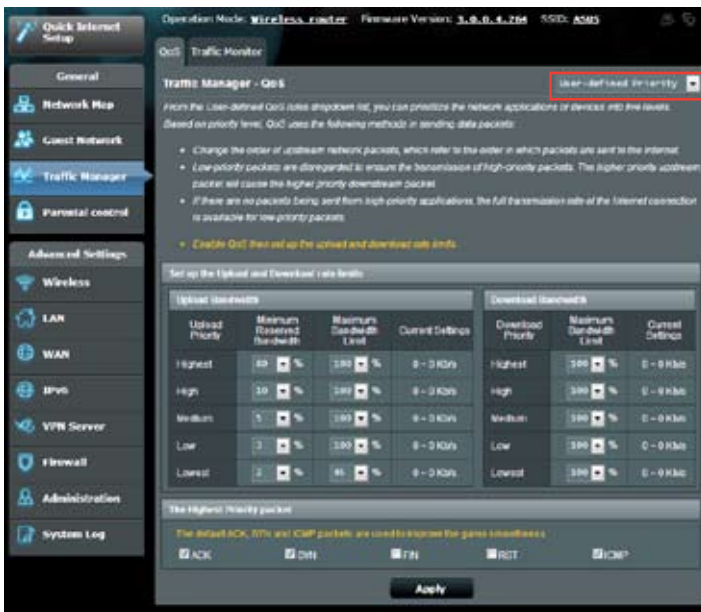 Quick Internet
Setup
Operation Mode: Wireless router Firmware Version: 3.0.0.4.264 SSID: ASUS
QoS Traffic Monitor
General
Network Map
Guest Network
Traffic Manager
Parental control
Advanced Settings
Wireless
LAN
WAN
IPv6
VPN Server
Firewall
Administration
System Log
Traffic Manager - QoS User-defined Priority
From the User-defined QoS rules dropdown list, you can prioritize the network applications or devices into five levels.
Based on priority level, QoS uses the following methods in sending data packets:
• Change the order of upstream network packets, which refer to the order in which packets are sent to the internet.
• Low-priority packets are disregarded to ensure the transmission of high-priority packets. The higher priority upstream
packet will cause the higher priority downstream packet
• If there are no packets being sent from high-priority applications, the full transmission rate of the Internet connection
is available for low-priority packets.
• Enable QoS then set up the upload and download rate limits.
Set up the Upload and Download rate limits
Upload Bandwidth Download Bandwidth
Upload Priority Minimum Reserved Bandwidth Maximum Bandwidth Limit Current Settings Download Priority Maximum Bandwidth Limit Current Settings
Highest 80 % 100 % 0 ~ 0 Kb/s Highest 100 % 0 ~ 0 Kb/s
High 10 % 100 % 0 ~ 0 Kb/s High 100 % 0 ~ 0 Kb/s
Medium 5 % 100 % 0 ~ 0 Kb/s Medium 100 % 0 ~ 0 Kb/s
Low 3 % 100 % 0 ~ 0 Kb/s Low 100 % 0 ~ 0 Kb/s
Lowest 2 % 95 % 0 ~ 0 Kb/s Lowest 100 % 0 ~ 0 Kb/s
The Highest Priority packet
The default ACK, SYN and ICMP packets are used to improve the game smoothness
ACK SYN FIN RST ICMP
Apply